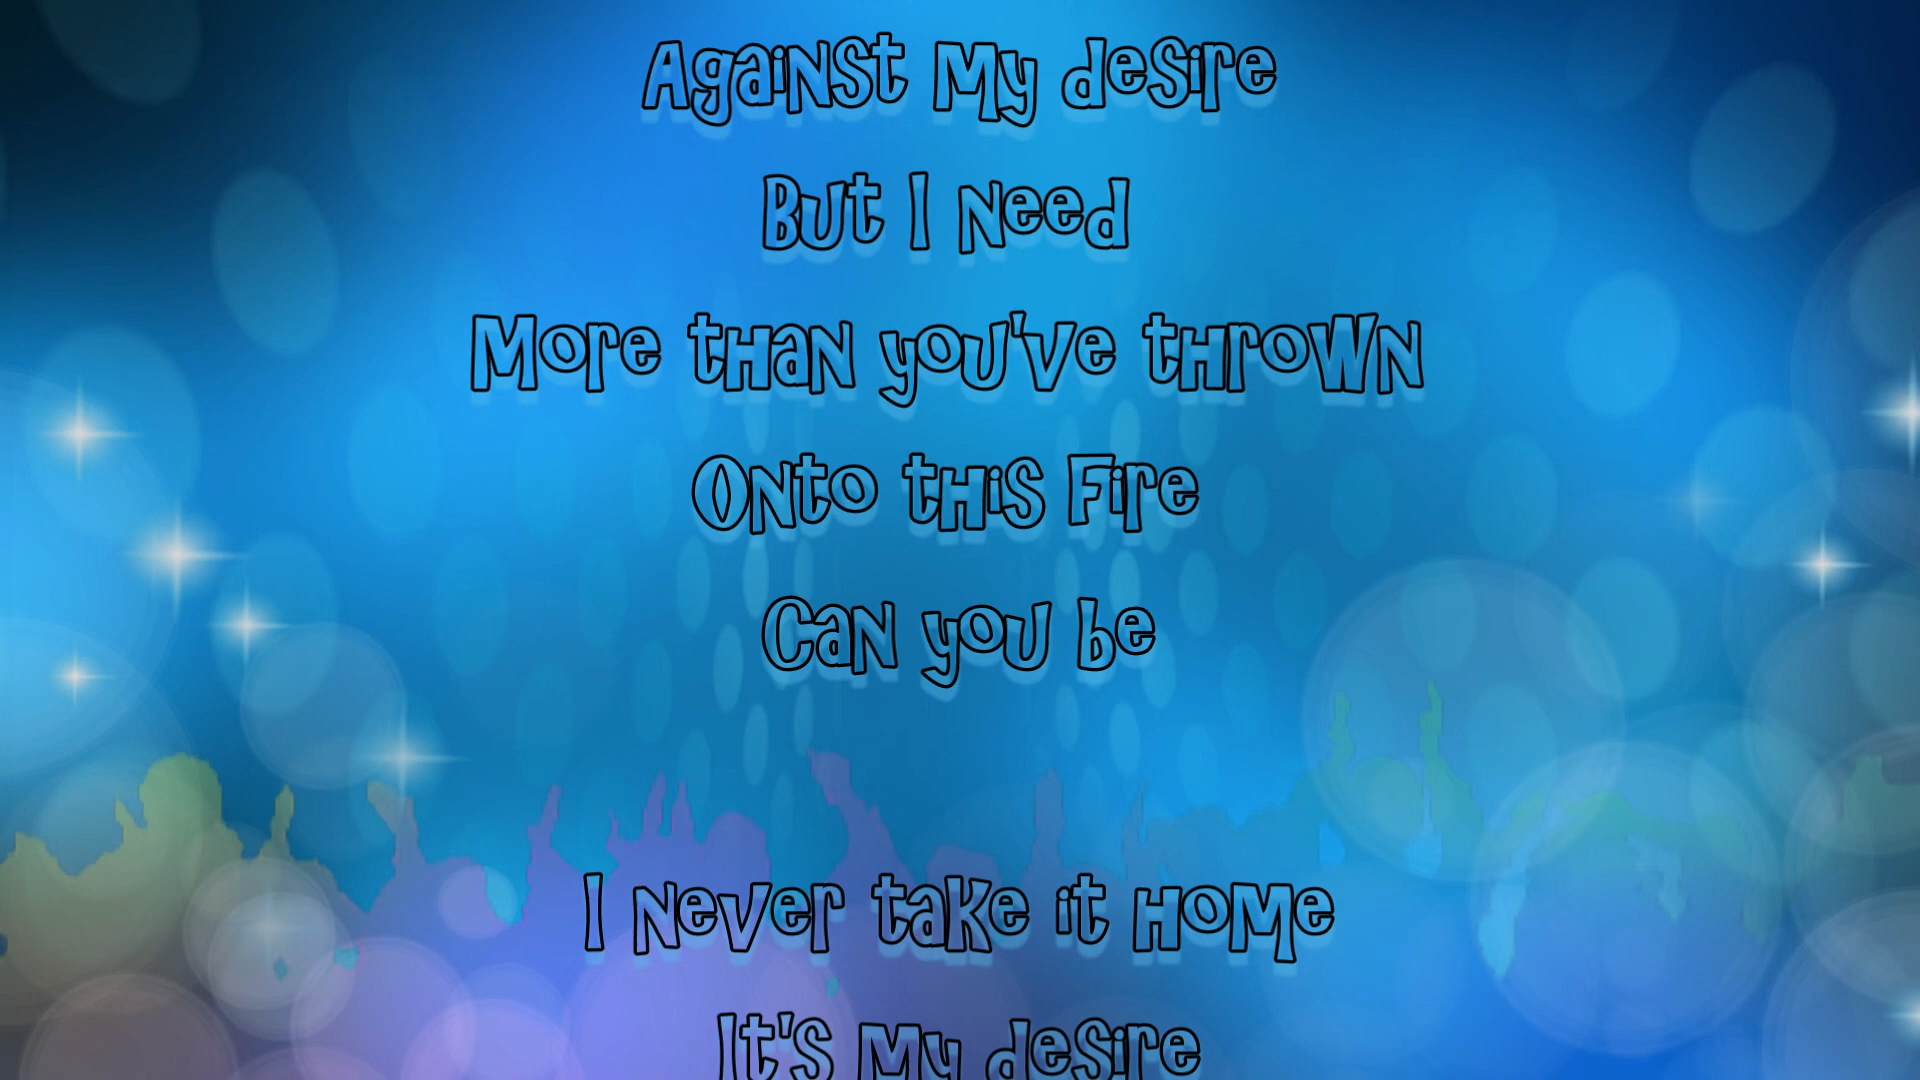 Against my desire
But I need
More than you've thrown
Onto this fire
Can you be
I never take it home
It's my desire